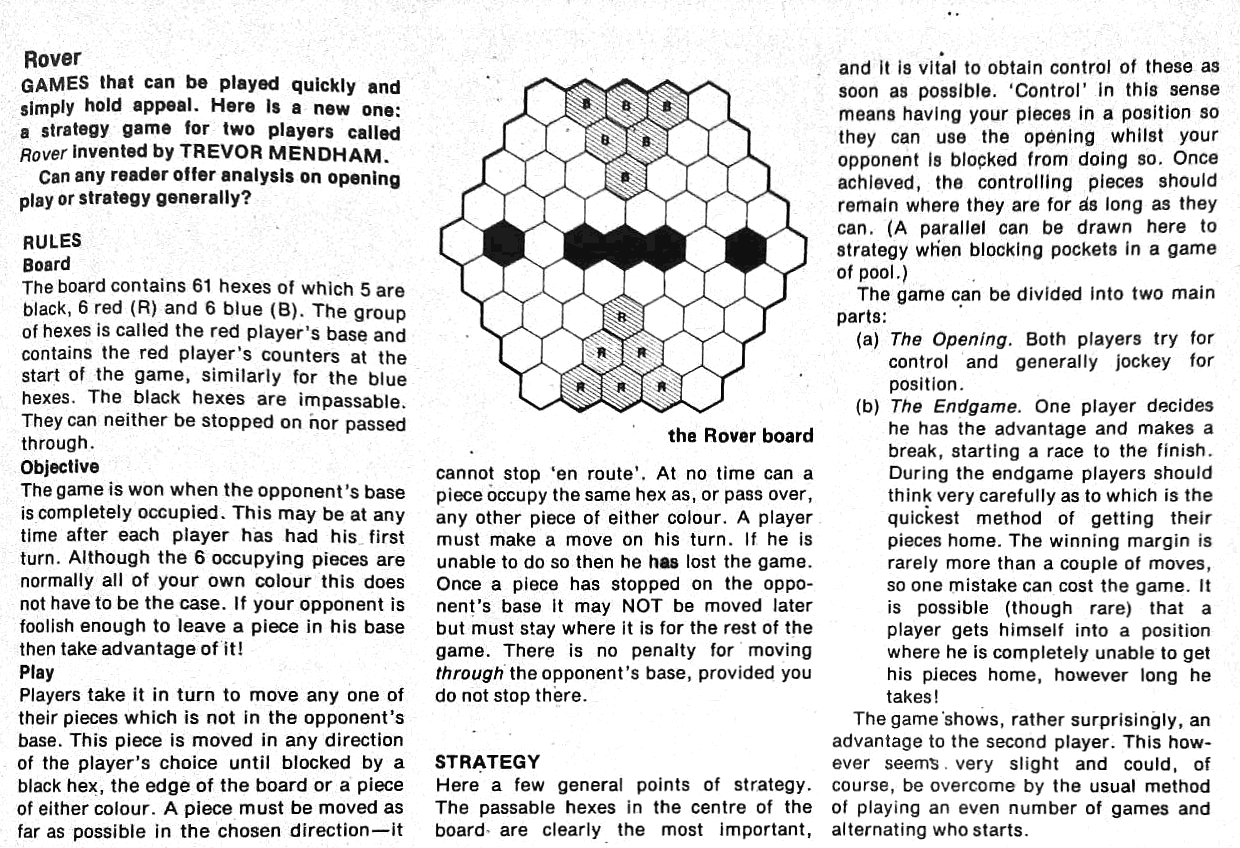 Rover
GAMES that can be played quickly and
simply hold appeal. Here is a new one:
a strategy game for two players called
Rover invented by TREVOR MENDHAM.
Can any reader offer analysis on opening
play or strategy generally?
RULES
Board
The board contains 61 hexes of which 5 are
black, 6 red (R) and 6 blue (B). The group
of hexes is called the red player's base and
contains the red player's counters at the
start of the game, similarly for the blue
hexes. The black hexes are impassable.
They can neither be stopped on nor passed
through.
Objective
The game is won when the opponent's base
is completely occupied. This may be at any
time after each player has had his first
turn. Although the 6 occupying pieces are
normally all of your own colour this does
not have to be the case. If your opponent is
foolish enough to leave a piece in his base
then take advantage of it!
Play
Players take it in turn to move any one of
their pieces which is not in the opponent's
base. This piece is moved in any direction
of the player's choice until blocked by a
black hex, the edge of the board or a piece
of either colour. A piece must be moved as
far as possible in the chosen direction—it
B B B
B B
B
R
R R
R R R
the Rover board
cannot stop 'en route'. At no time can a
piece occupy the same hex as, or pass over,
any other piece of either colour. A player
must make a move on his turn. If he is
unable to do so then he has lost the game.
Once a piece has stopped on the oppo-
nent's base it may NOT be moved later
but must stay where it is for the rest of the
game. There is no penalty for moving
through the opponent's base, provided you
do not stop there.
STRATEGY
Here a few general points of strategy.
The passable hexes in the centre of the
board are clearly the most important,
and it is vital to obtain control of these as
soon as possible. 'Control' in this sense
means having your pieces in a position so
they can use the opening whilst your
opponent is blocked from doing so. Once
achieved, the controlling pieces should
remain where they are for as long as they
can. (A parallel can be drawn here to
strategy when blocking pockets in a game
of pool.)
The game can be divided into two main
parts:
(a) The Opening. Both players try for
control and generally jockey for
position.
(b) The Endgame. One player decides
he has the advantage and makes a
break, starting a race to the finish.
During the endgame players should
think very carefully as to which is the
quickest method of getting their
pieces home. The winning margin is
rarely more than a couple of moves,
so one mistake can cost the game. It
is possible (though rare) that a
player gets himself into a position
where he is completely unable to get
his pieces home, however long he
takes!
The game shows, rather surprisingly, an
advantage to the second player. This how-
ever seems very slight and could, of
course, be overcome by the usual method
of playing an even number of games and
alternating who starts.